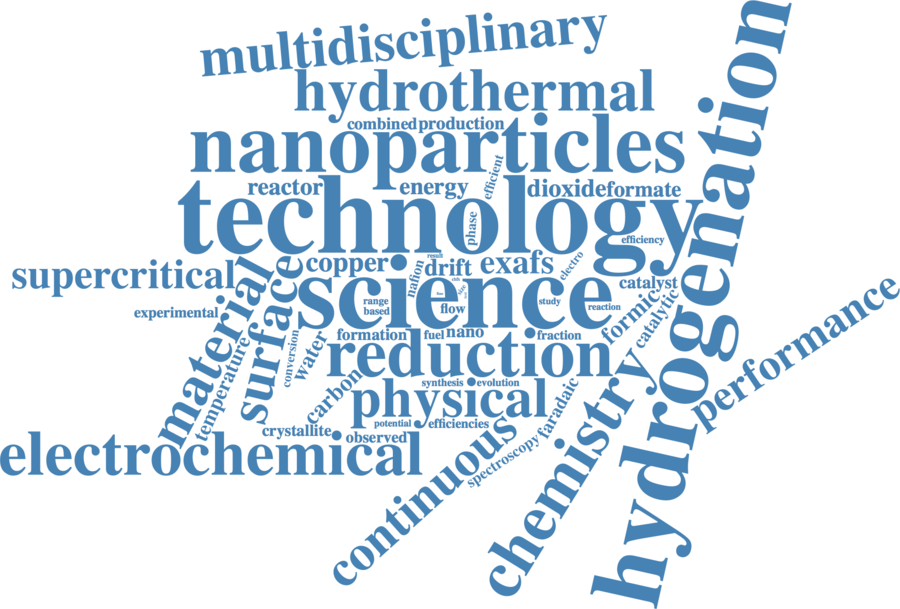 multidisciplinary
hydrothermal
combined production
nanoparticles
efficient
reactor energy dioxide formate
technology
phase
efficiency
hydrogenation
supercritical
copper
drift
exafs
electro
result
nafion
science
range
based
flow
study
reaction
catalyst
experimental
material
surface
temperature
conversion
water
formation
fuel
nano
fraction
formic
catalytic
reduction
carbon
synthesis
evolution
physical
potential
efficiencies
faradaic
performance
crystallite
observed
electrochemical
continuous
spectroscopy
chemistry